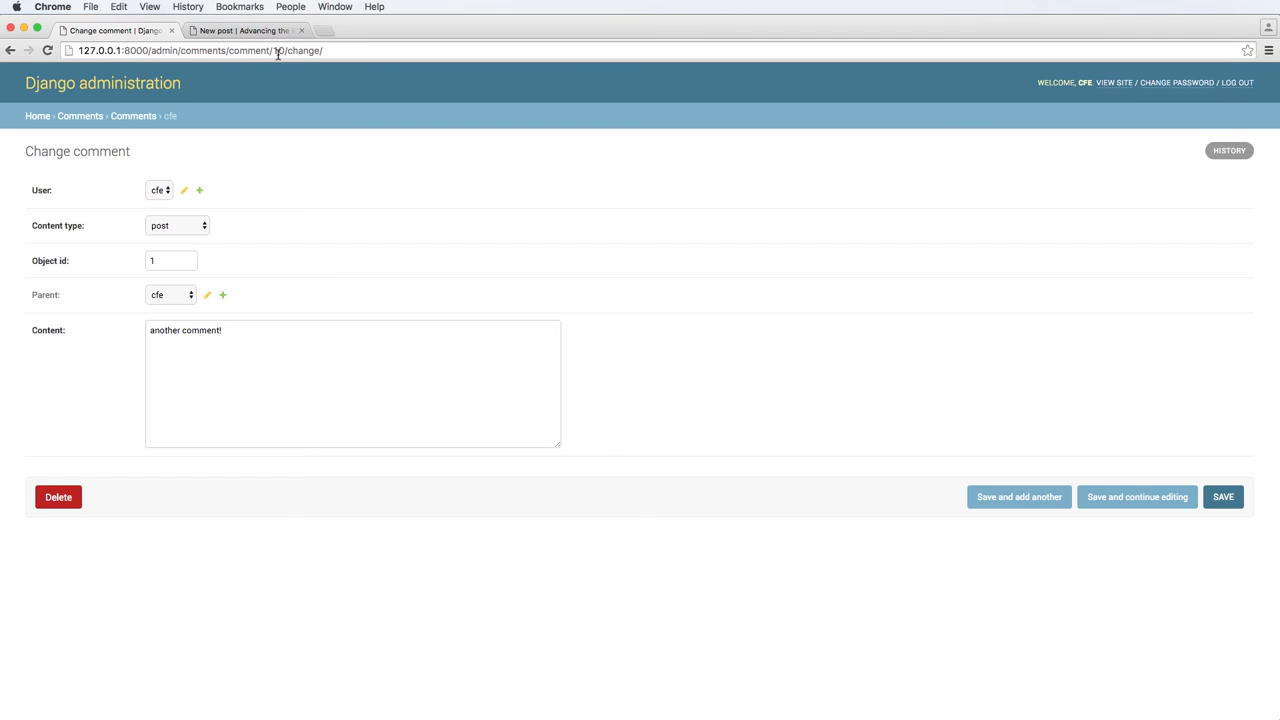 Chrome File Edit View History Bookmarks People Window Help
Change comment | Django New post | Advancing the
127.0.0.1:8000/admin/comments/comment/10/change/
Django administration
WELCOME, CFE. VIEW SITE / CHANGE PASSWORD / LOG OUT
Home › Comments › Comments › cfe
Change comment
HISTORY
User: cfe
Content type: post
Object id: 1
Parent: cfe
Content: another comment!
Delete Save and add another Save and continue editing SAVE